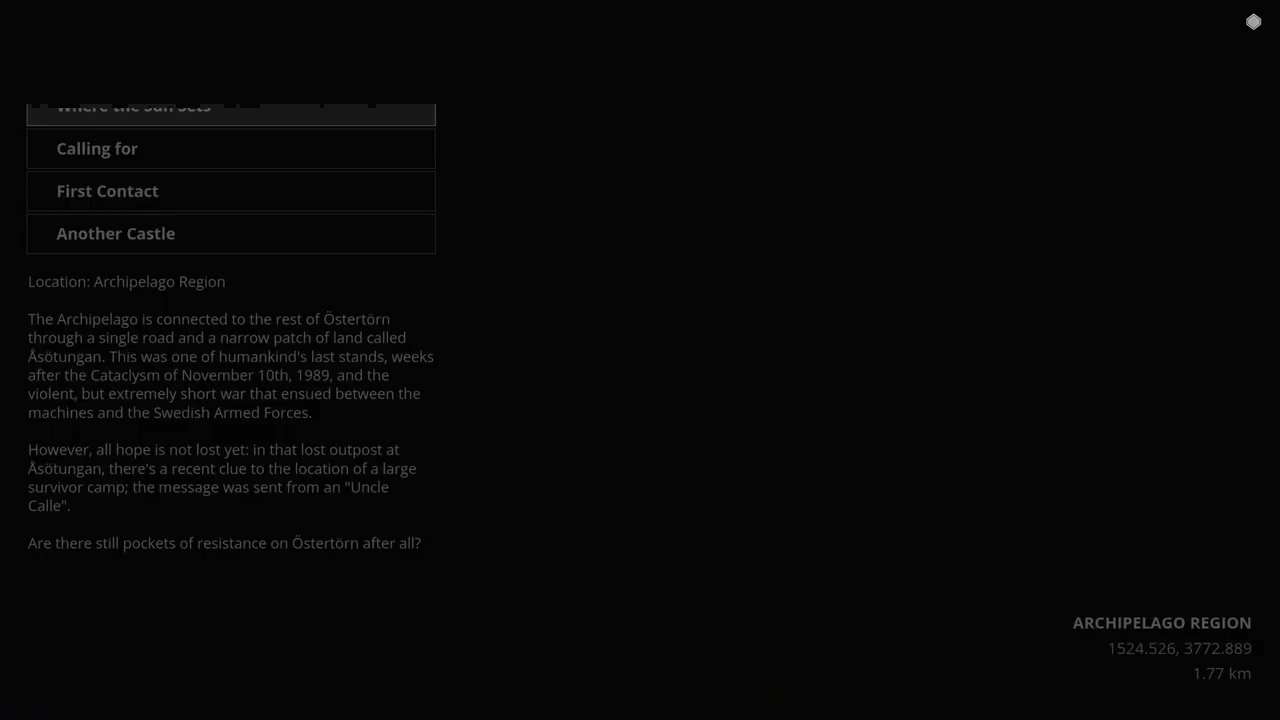 Where the Sun Sets
Calling for
First Contact
Another Castle
Location: Archipelago Region
The Archipelago is connected to the rest of Östertörn
through a single road and a narrow patch of land called
Åsötungan. This was one of humankind's last stands, weeks
after the Cataclysm of November 10th, 1989, and the
violent, but extremely short war that ensued between the
machines and the Swedish Armed Forces.
However, all hope is not lost yet: in that lost outpost at
Åsötungan, there's a recent clue to the location of a large
survivor camp; the message was sent from an "Uncle
Calle".
Are there still pockets of resistance on Östertörn after all?
ARCHIPELAGO REGION
1524.526, 3772.889
1.77 km